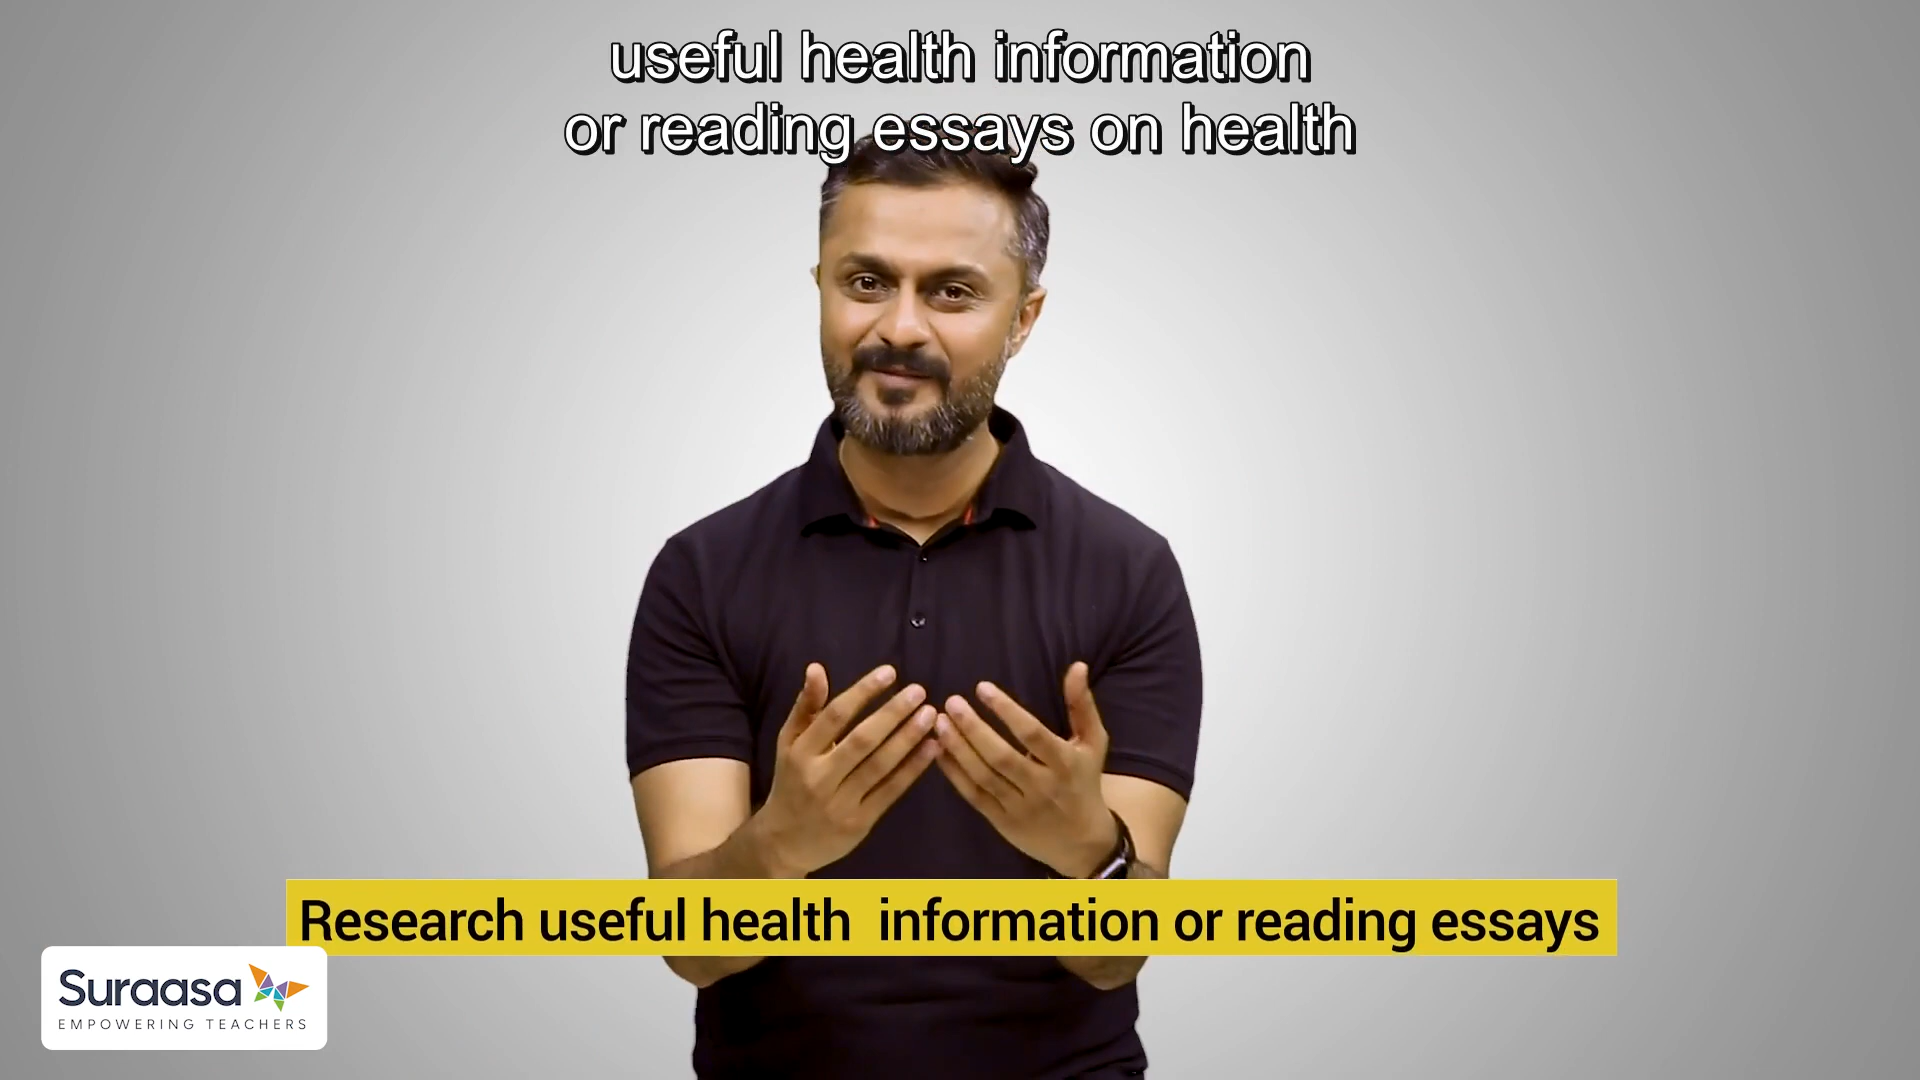 useful health information
or reading essays on health
Research useful health information or reading essays
Suraasa
EMPOWERING TEACHERS